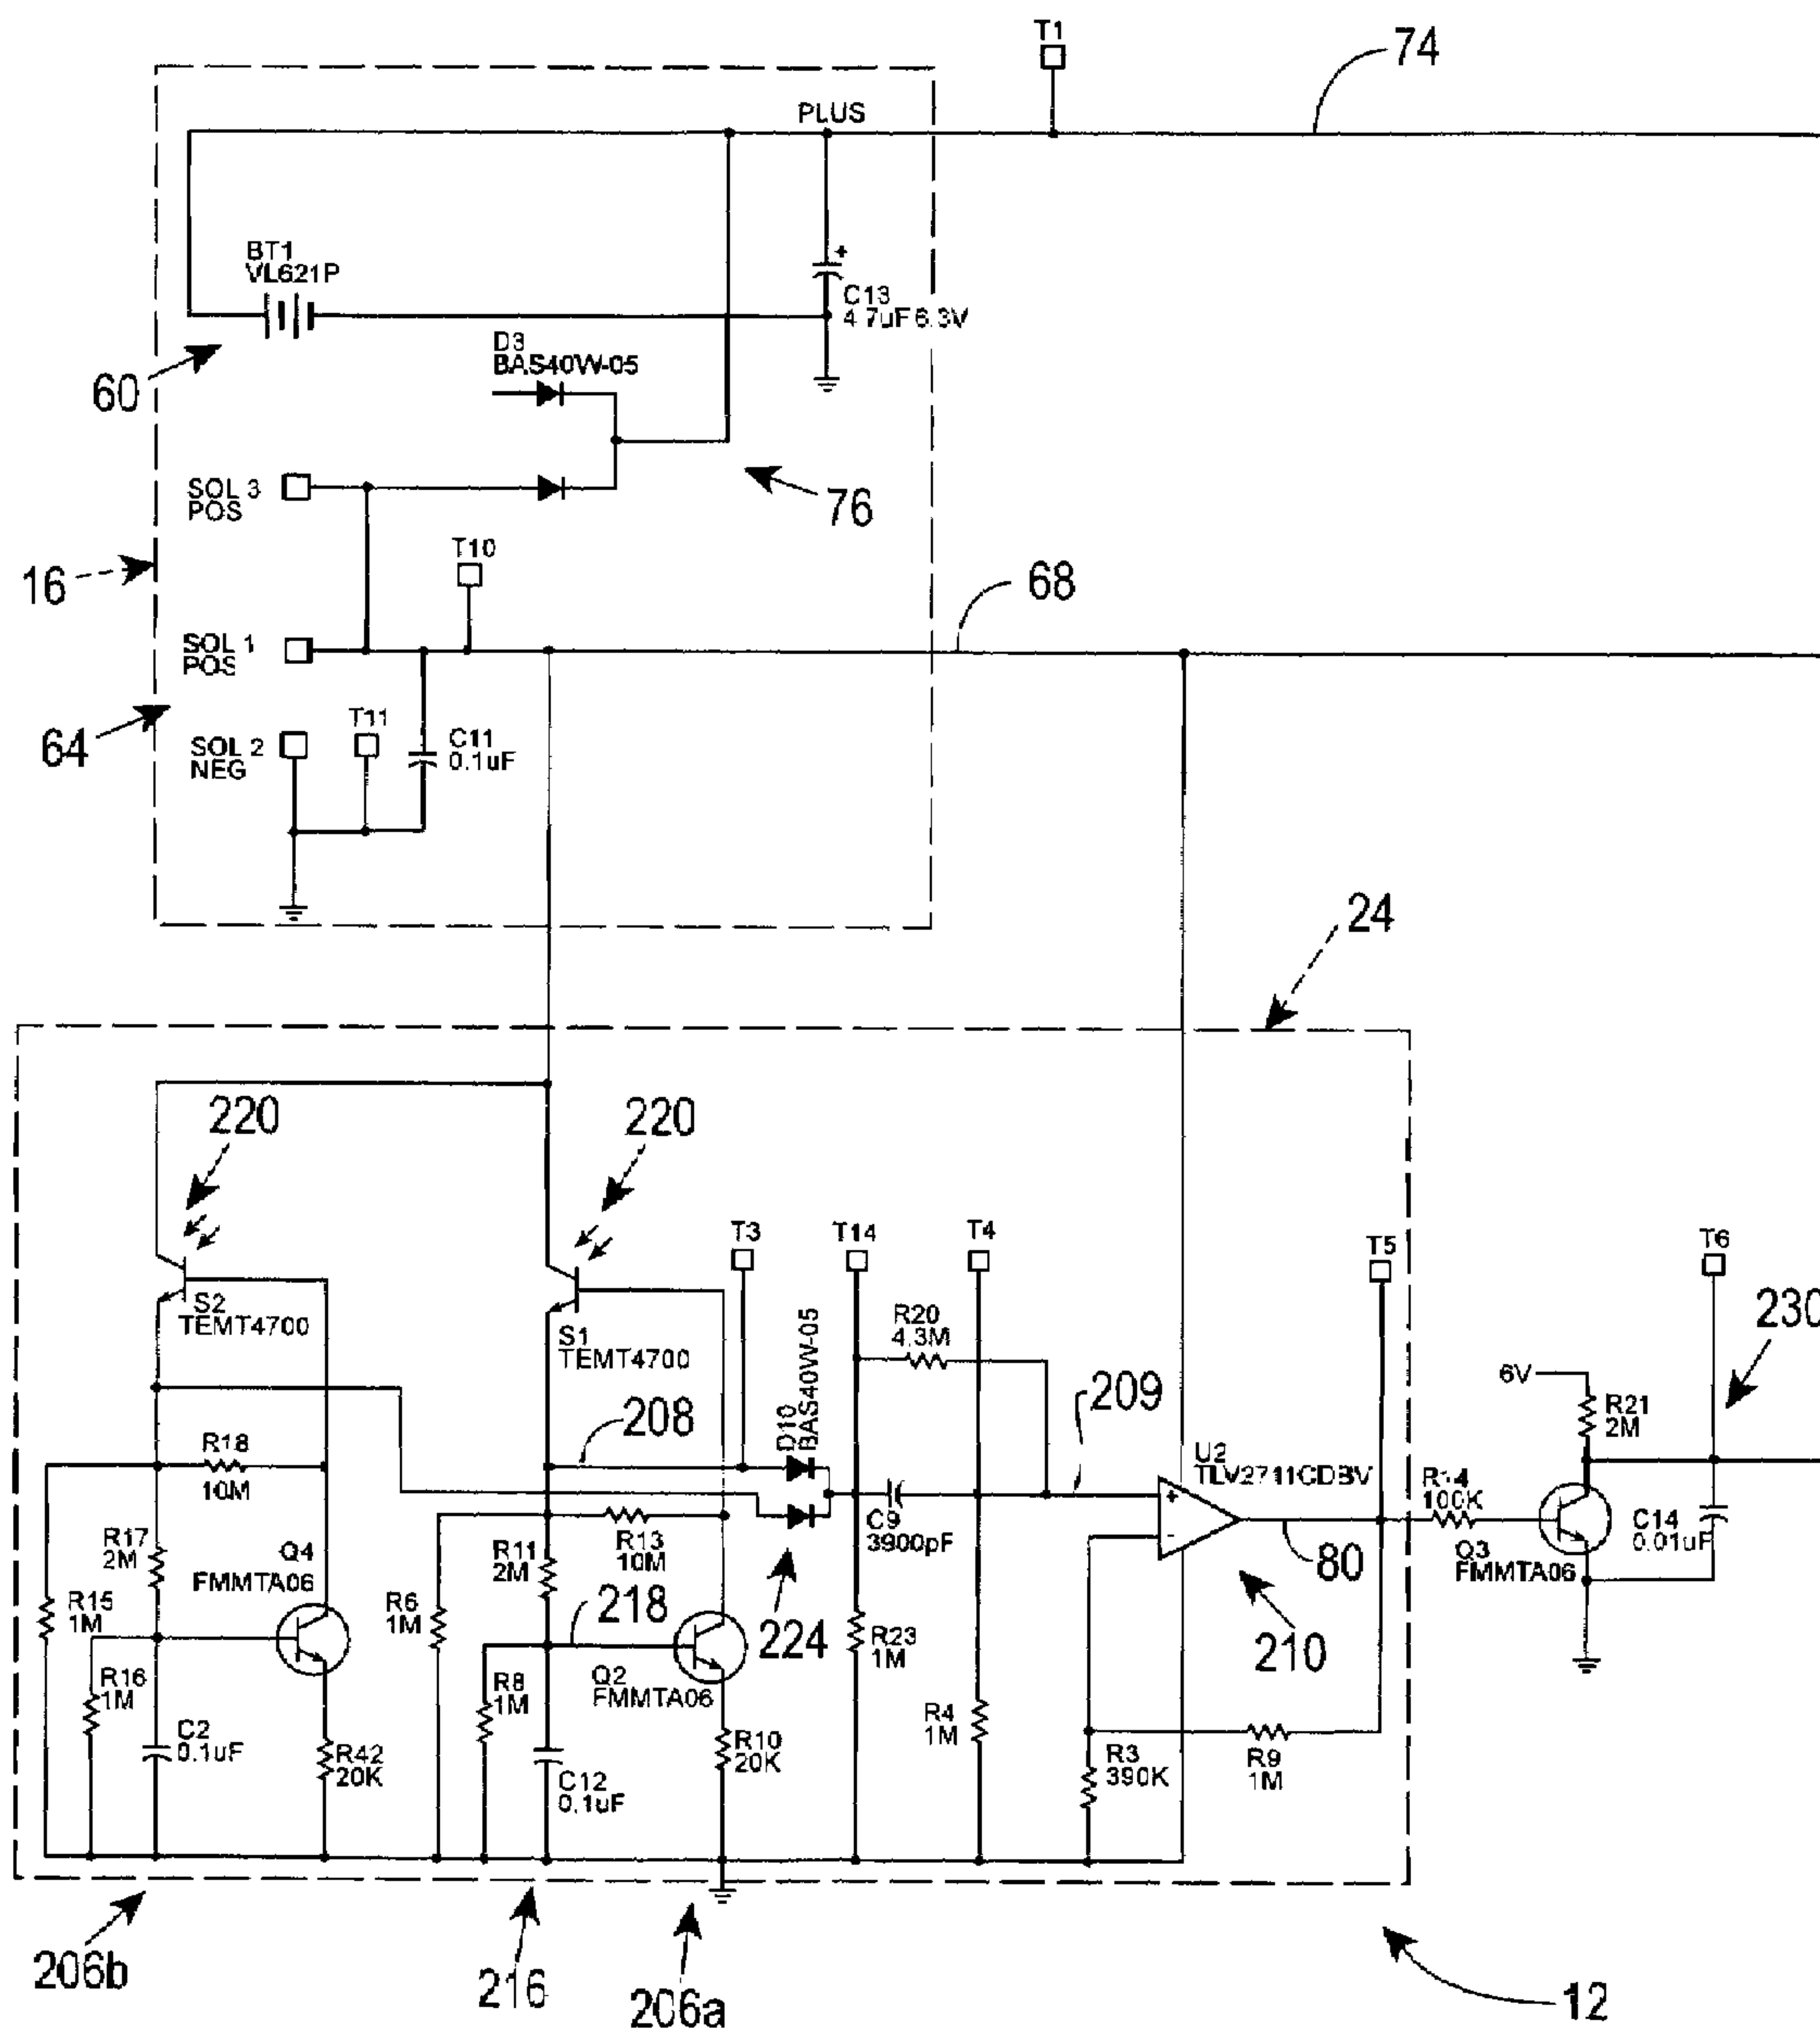 T1
74
PLUS
BT1
VL621P
+
C13
4.7uF 6.3V
60
D3
BAS40W-05
76
SOL 3
POS
T10
16
68
SOL 1
POS
64
T11
SOL 2
NEG
C11
0.1uF
24
220
220
T3
T14
T4
T5
T6
S2
TEMT4700
S1
TEMT4700
R20
4.3M
230
D10
BAS40W-05
209
6V
R21
2M
208
R18
10M
U2
TLV2711CDBV
+
-
R14
100K
C9
3900pF
R13
10M
R11
2M
80
Q3
FMMTA06
C14
0.01uF
R17
2M
Q4
FMMTA06
R15
1M
R6
1M
218
224
R23
1M
210
R16
1M
R8
1M
Q2
FMMTA06
R4
1M
C2
0.1uF
R42
20K
C12
0.1uF
R10
20K
R3
390K
R9
1M
206b
216
206a
12